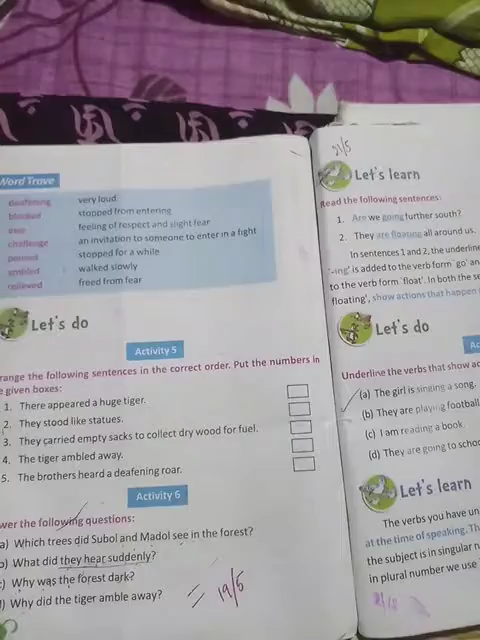 Word Trove
deafening very loud
blocked stopped from entering
awe feeling of respect and slight fear
challenge an invitation to someone to enter in a fight
paused stopped for a while
ambled walked slowly
relieved freed from fear
Let's do
Activity 5
range the following sentences in the correct order. Put the numbers in
e given boxes:
1. There appeared a huge tiger.
2. They stood like statues.
3. They carried empty sacks to collect dry wood for fuel.
4. The tiger ambled away.
5. The brothers heard a deafening roar.
Activity 6
wer the following questions:
a) Which trees did Subol and Madol see in the forest?
b) What did they hear suddenly?
c) Why was the forest dark?
d) Why did the tiger amble away?
= 19/5
21/5
Let's learn
Read the following sentences:
1. Are we going further south?
2. They are floating all around us.
In sentences 1 and 2, the underline
'-ing' is added to the verb form 'go' an
to the verb form 'float'. In both the se
floating', show actions that happen
Let's do
Ac
Underline the verbs that show ac
(a) The girl is singing a song.
(b) They are playing football
(c) I am reading a book.
(d) They are going to schoo
Let's learn
The verbs you have un
at the time of speaking. Th
the subject is in singular n
in plural number we use